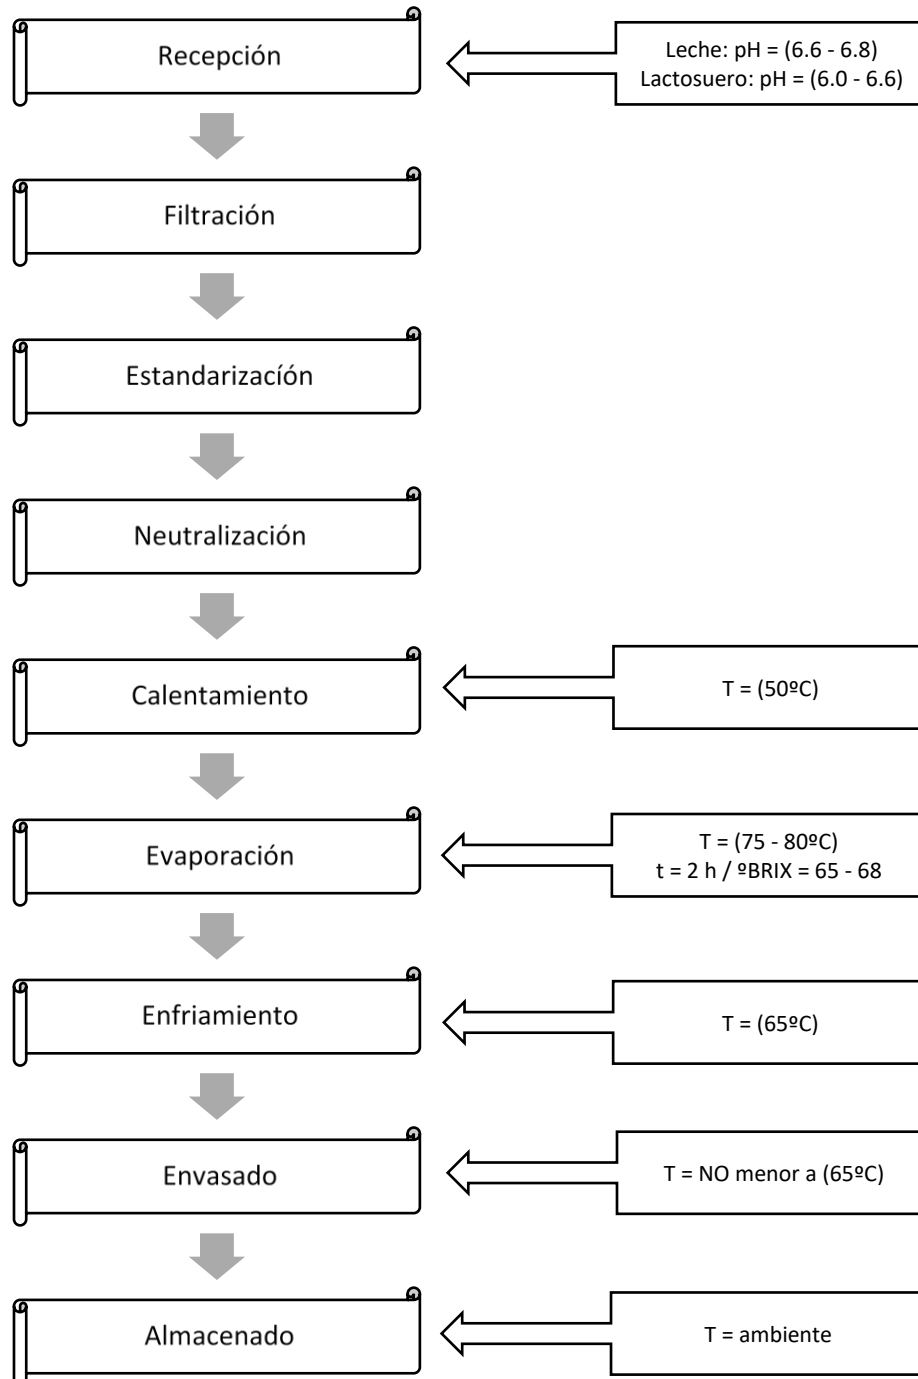 Recepción
Leche: pH = (6.6 - 6.8)
Lactosuero: pH = (6.0 - 6.6)
Filtración
Estandarizacíón
Neutralización
Calentamiento
T = (50ºC)
Evaporación
T = (75 - 80ºC)
t = 2 h / ºBRIX = 65 - 68
Enfriamiento
T = (65ºC)
Envasado
T = NO menor a (65ºC)
Almacenado
T = ambiente